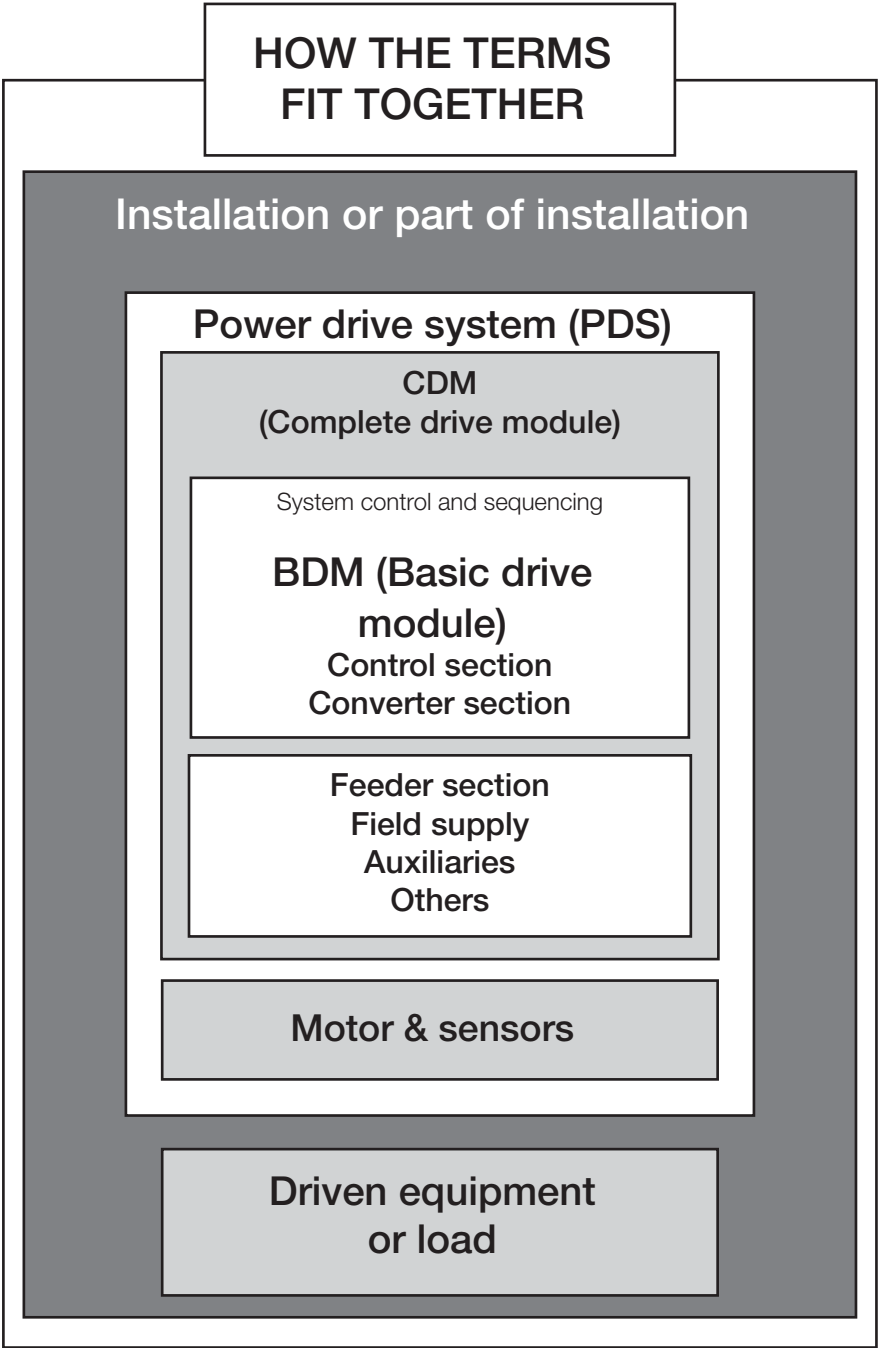 HOW THE TERMS
FIT TOGETHER
Installation or part of installation
Power drive system (PDS)
CDM
(Complete drive module)
System control and sequencing
BDM (Basic drive
module)
Control section
Converter section
Feeder section
Field supply
Auxiliaries
Others
Motor & sensors
Driven equipment
or load